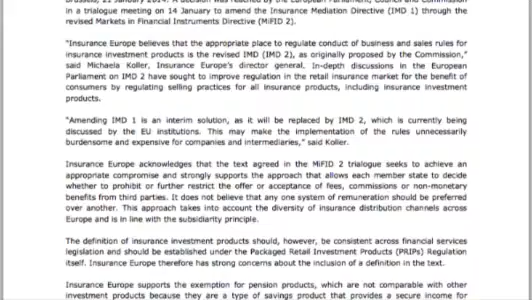 Brussels, 21 January 2014: A decision was reached by the European Parliament, Council and Commission
in a trialogue meeting on 14 January to amend the Insurance Mediation Directive (IMD 1) through the
revised Markets in Financial Instruments Directive (MiFID 2).
"Insurance Europe believes that the appropriate place to regulate conduct of business and sales rules for
insurance investment products is the revised IMD (IMD 2), as originally proposed by the Commission,"
said Michaela Koller, Insurance Europe's director general. In-depth discussions in the European
Parliament on IMD 2 have sought to improve regulation in the retail insurance market for the benefit of
consumers by regulating selling practices for all insurance products, including insurance investment
products.
"Amending IMD 1 is an interim solution, as it will be replaced by IMD 2, which is currently being
discussed by the EU institutions. This may make the implementation of the rules unnecessarily
burdensome and expensive for companies and intermediaries," said Koller.
Insurance Europe acknowledges that the text agreed in the MiFID 2 trialogue seeks to achieve an
appropriate compromise and strongly supports the approach that allows each member state to decide
whether to prohibit or further restrict the offer or acceptance of fees, commissions or non-monetary
benefits from third parties. It does not believe that any one system of remuneration should be preferred
over another. This approach takes into account the diversity of insurance distribution channels across
Europe and is in line with the subsidiarity principle.
The definition of insurance investment products should, however, be consistent across financial services
legislation and should be established under the Packaged Retail Investment Products (PRIPs) Regulation
itself. Insurance Europe therefore has strong concerns about the inclusion of a definition in the text.
Insurance Europe supports the exemption for pension products, which are not comparable with other
investment products because they are a type of savings product that provides a secure income for